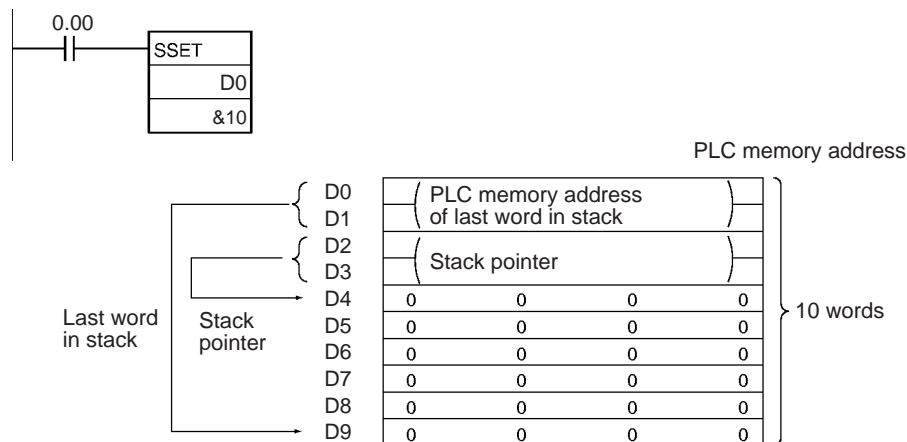 0.00
SSET
D0
&10
PLC memory address
D0
D1
PLC memory address
of last word in stack
D2
D3
Stack pointer
D4 0 0 0 0
D5 0 0 0 0
D6 0 0 0 0
D7 0 0 0 0
D8 0 0 0 0
D9 0 0 0 0
Last word
in stack
Stack
pointer
10 words